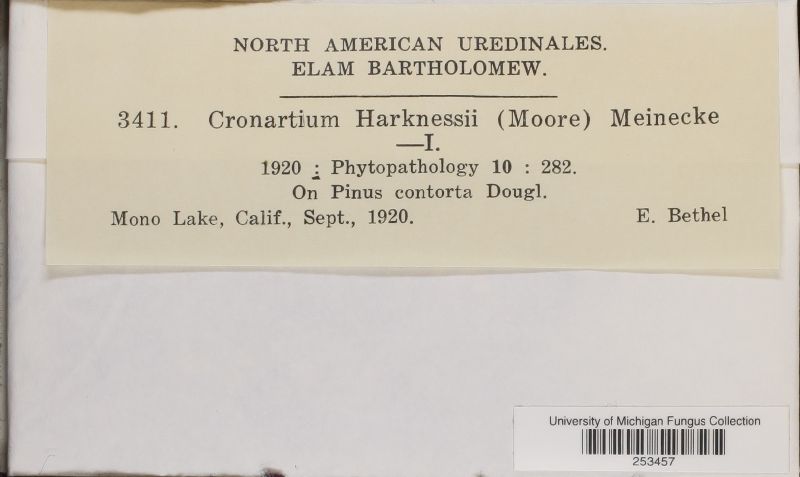 NORTH AMERICAN UREDINALES.
ELAM BARTHOLOMEW.
3411. Cronartium Harknessii (Moore) Meinecke
—I.
1920 : Phytopathology 10 : 282.
On Pinus contorta Dougl.
Mono Lake, Calif., Sept., 1920. E. Bethel
University of Michigan Fungus Collection
253457